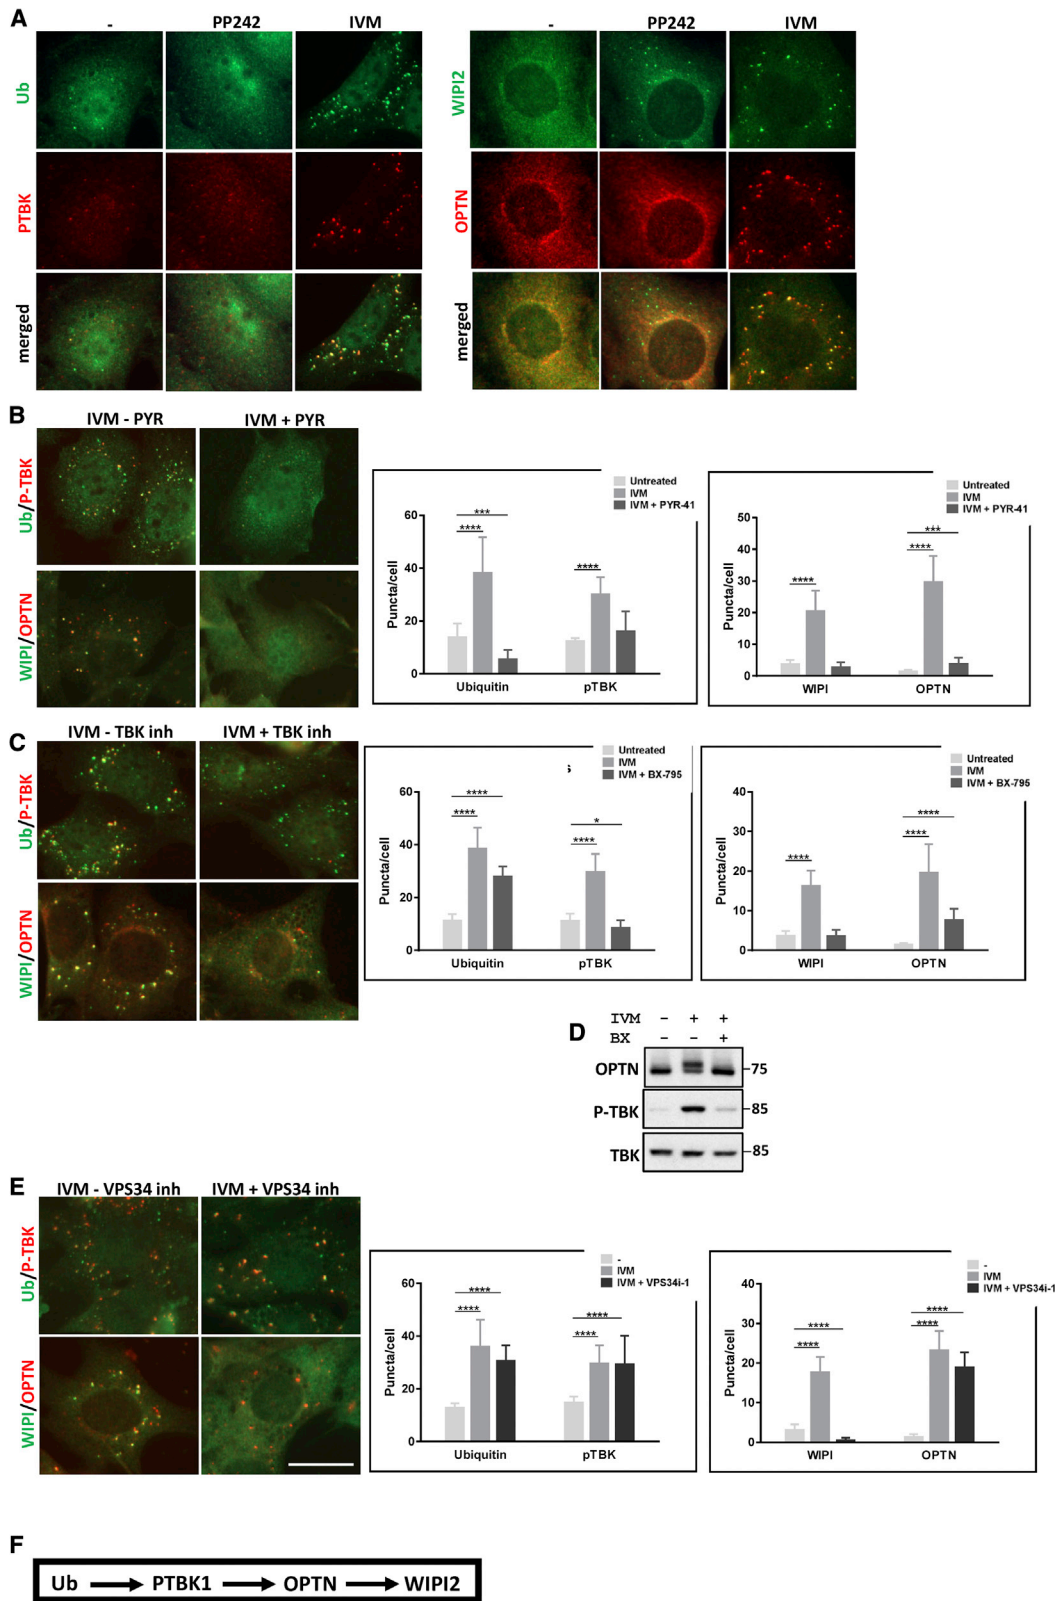 A
- PP242 IVM
Ub
PTBK
merged
- PP242 IVM
WIPI2
OPTN
merged
B
IVM - PYR IVM + PYR
Ub/P-TBK
WIPI/OPTN
Untreated
IVM
IVM + PYR-41
Puncta/cell
60
40
20
0
****
***
****
Ubiquitin pTBK
Untreated
IVM
IVM + PYR-41
Puncta/cell
50
40
30
20
10
0
****
****
***
WIPI OPTN
C
IVM - TBK inh IVM + TBK inh
Ub/P-TBK
WIPI/OPTN
Untreated
IVM
IVM + BX-795
Puncta/cell
60
40
20
0
****
****
****
*
Ubiquitin pTBK
Untreated
IVM
IVM + BX-795
Puncta/cell
40
30
20
10
0
****
****
****
WIPI OPTN
D
IVM - + +
BX - - +
OPTN -75
P-TBK -85
TBK -85
E
IVM - VPS34 inh IVM + VPS34 inh
Ub/P-TBK
WIPI/OPTN
-
IVM
IVM + VPS34i-1
Puncta/cell
60
40
20
0
****
****
****
****
Ubiquitin pTBK
-
IVM
IVM + VPS34i-1
Puncta/cell
40
30
20
10
0
****
****
****
****
WIPI OPTN
F
Ub PTBK1 OPTN WIPI2